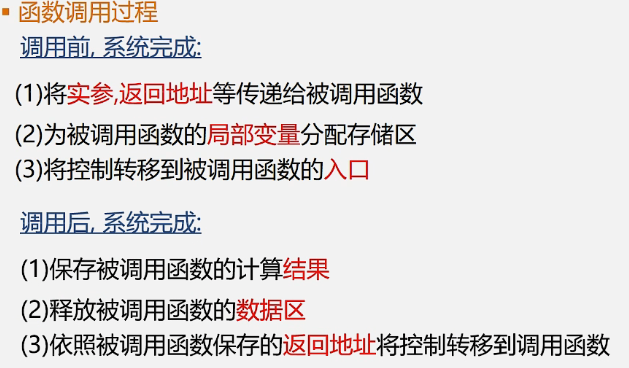 ▪ 函数调用过程
调用前, 系统完成:
(1)将实参,返回地址等传递给被调用函数
(2)为被调用函数的局部变量分配存储区
(3)将控制转移到被调用函数的入口
调用后, 系统完成:
(1)保存被调用函数的计算结果
(2)释放被调用函数的数据区
(3)依照被调用函数保存的返回地址将控制转移到调用函数